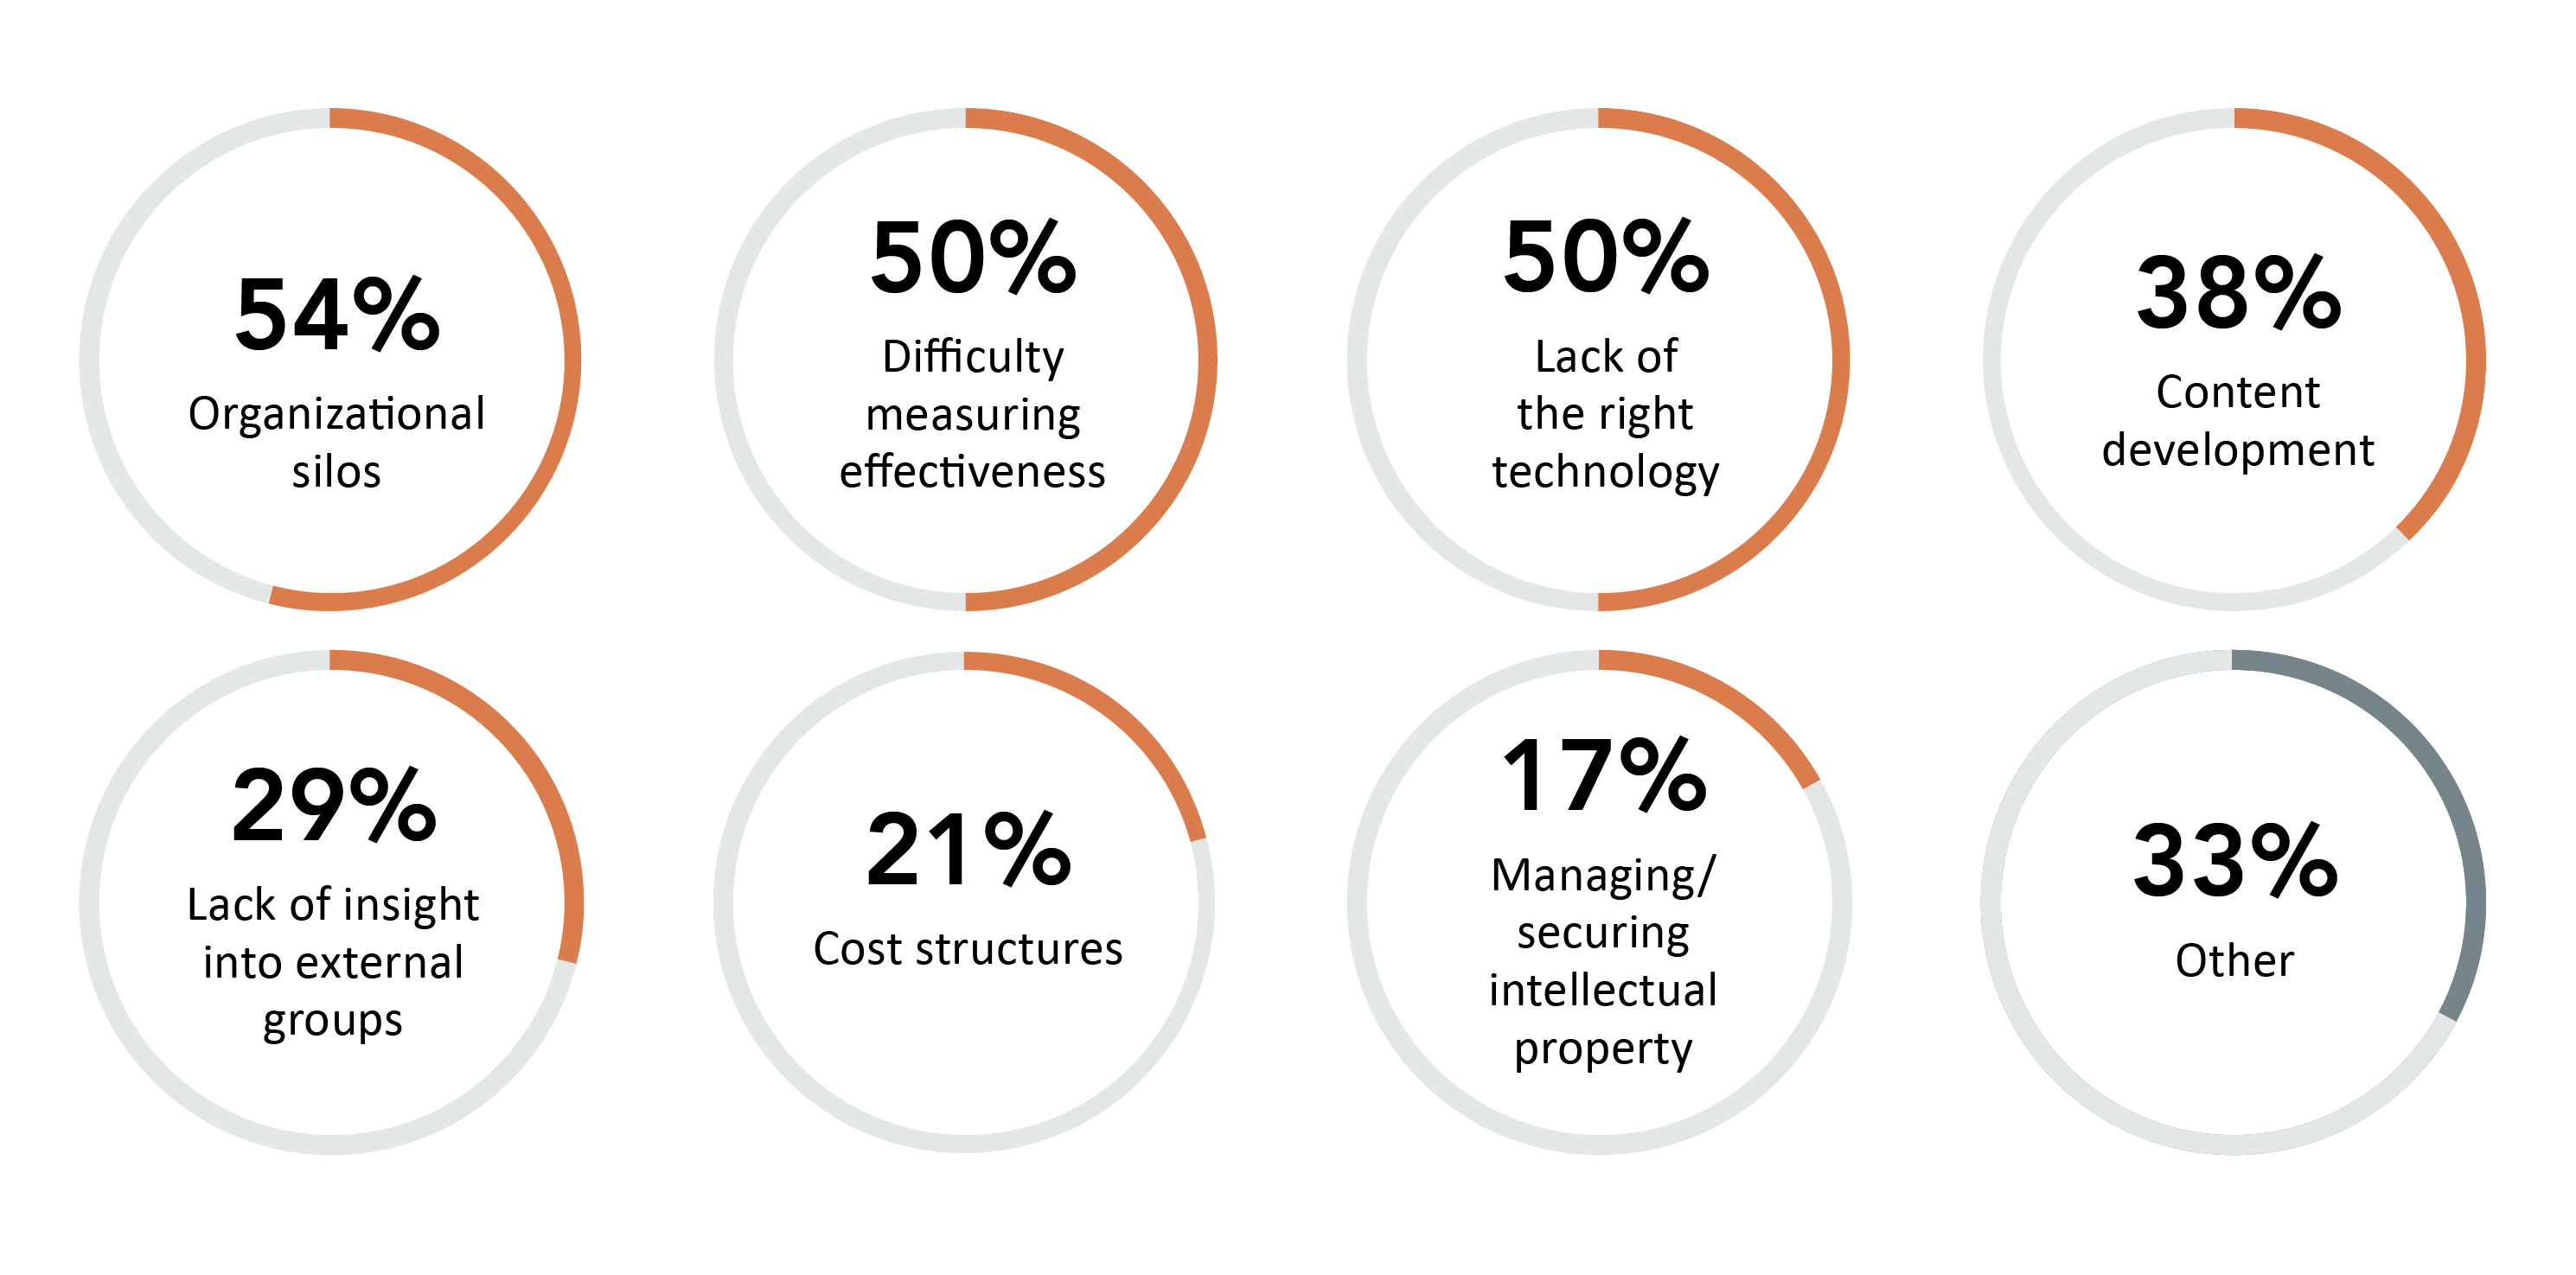 54%
Organizational
silos
50%
Difficulty
measuring
effectiveness
50%
Lack of
the right
technology
38%
Content
development
29%
Lack of insight
into external
groups
21%
Cost structures
17%
Managing/
securing
intellectual
property
33%
Other